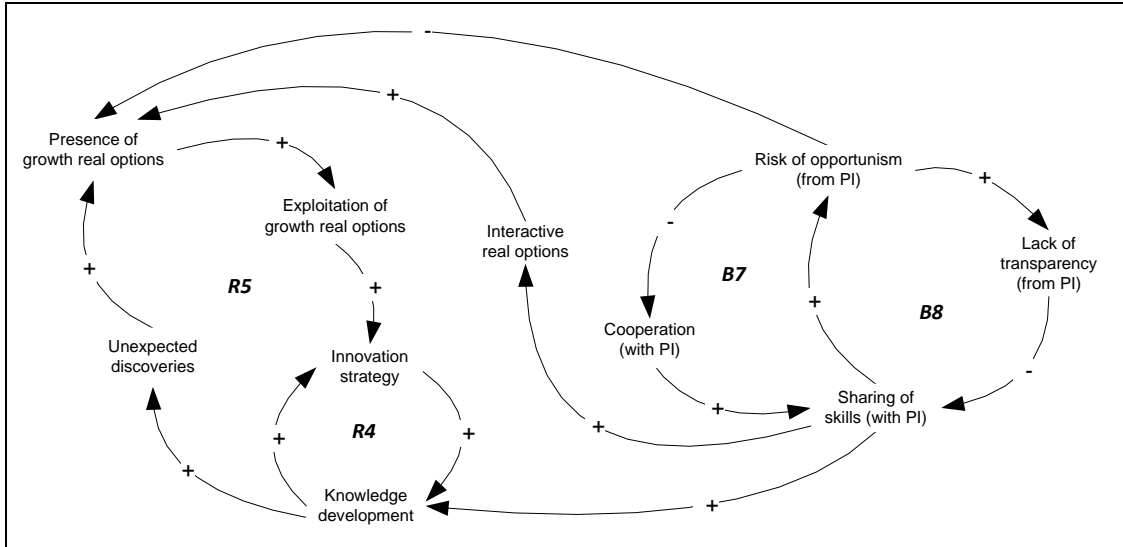 -
+
Presence of
growth real options
+
Risk of opportunism
(from PI)
+
Exploitation of
growth real options
-
Interactive
real options
Lack of
transparency
(from PI)
+
R5
B7
+
+
B8
Unexpected
discoveries
Innovation
strategy
Cooperation
(with PI)
-
+
Sharing of
skills (with PI)
+
R4
+
+
+
Knowledge
development
+